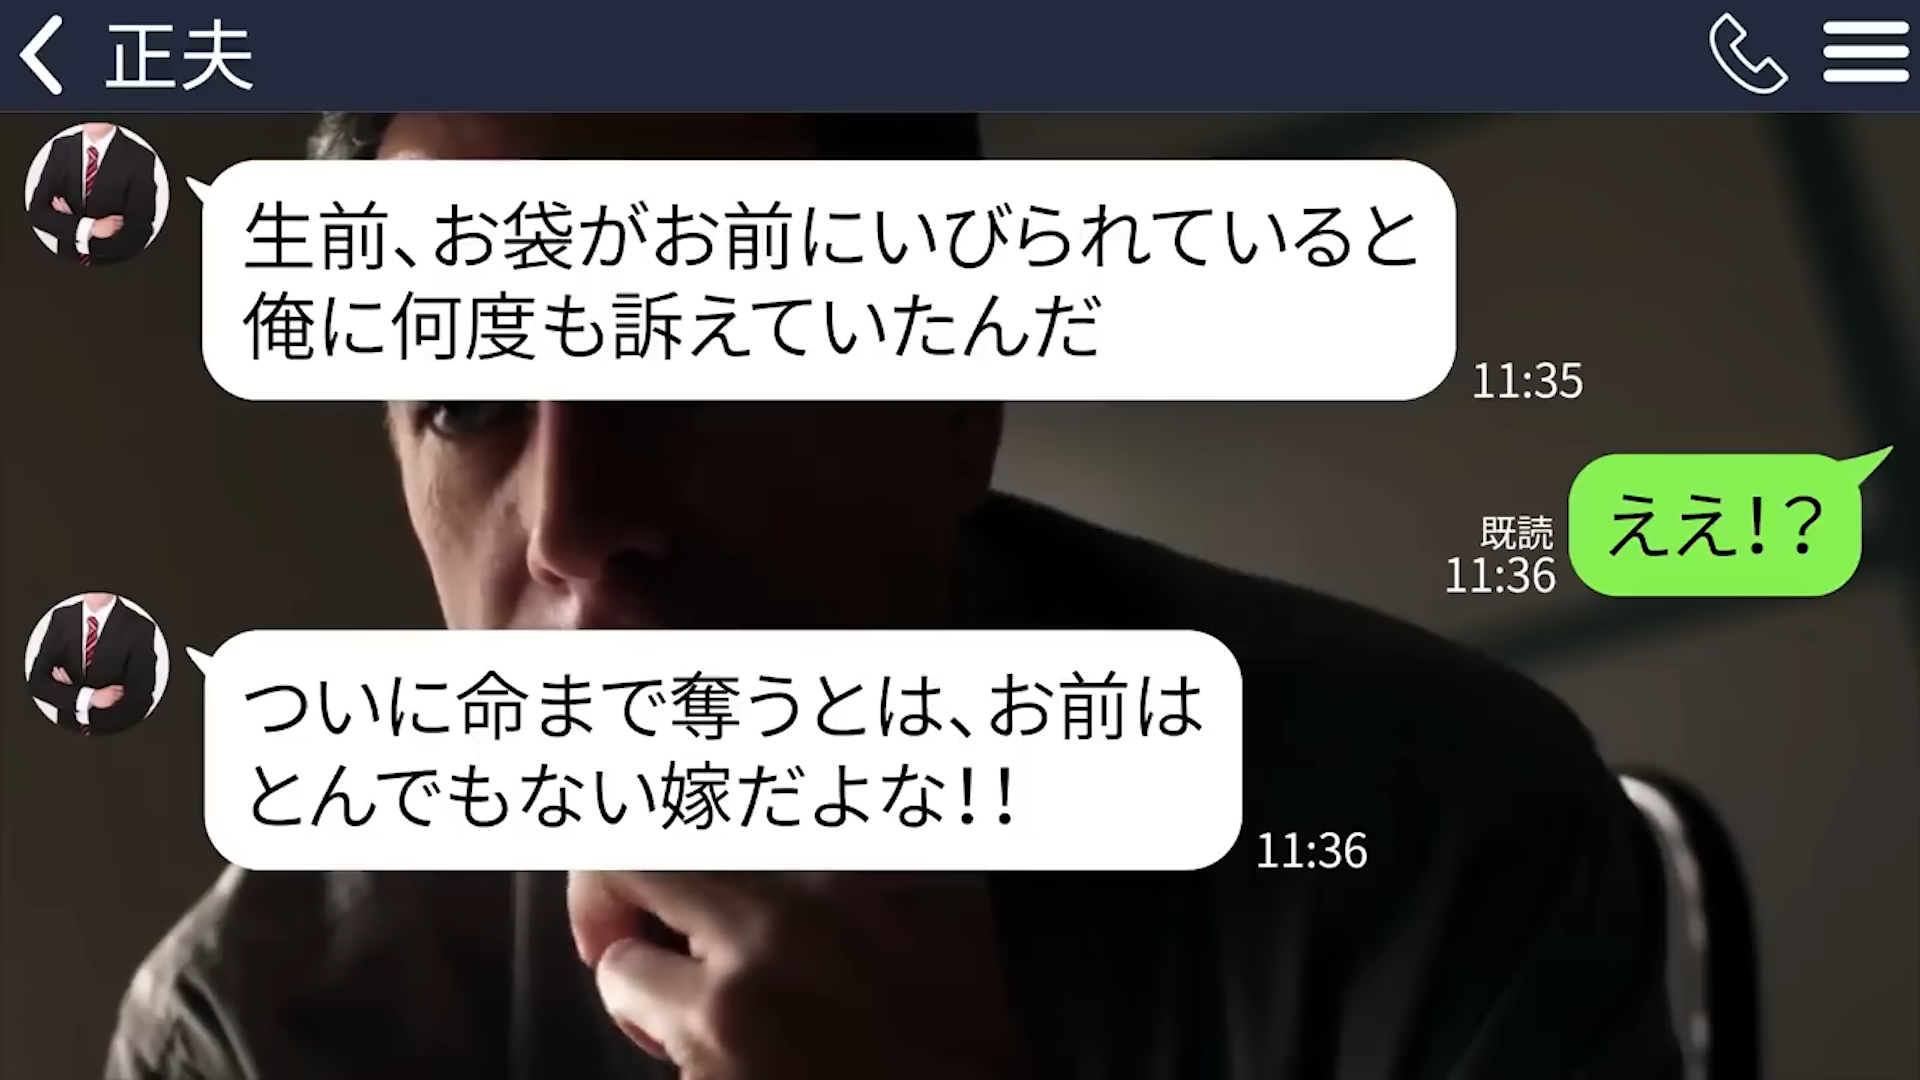 正夫
生前、お袋がお前にいびられていると
俺に何度も訴えていたんだ
11:35
ええ!?
既読
11:36
ついに命まで奪うとは、お前は
とんでもない嫁だよな!!
11:36